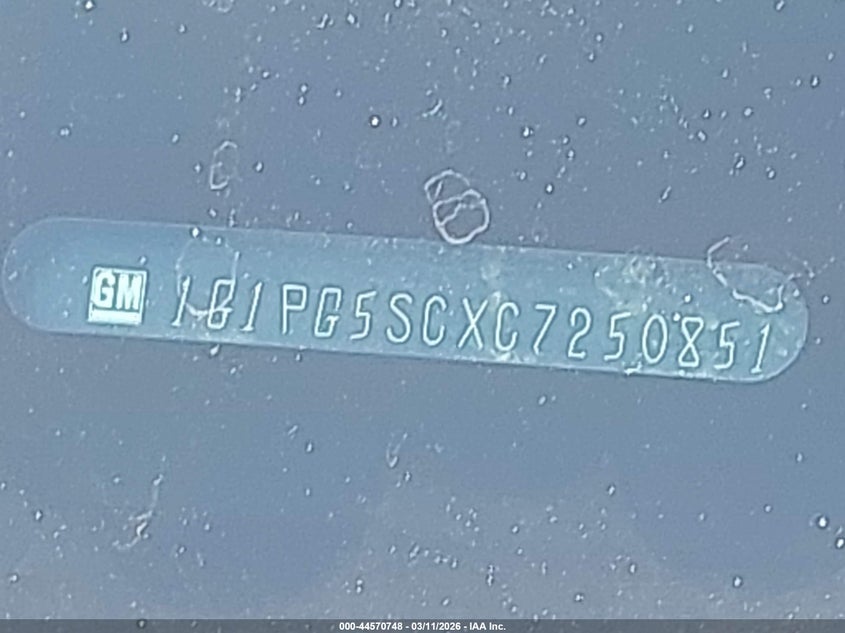 GM 1G1PG5SCXC7250851
000-44570748 - 03/11/2026 - IAA Inc.